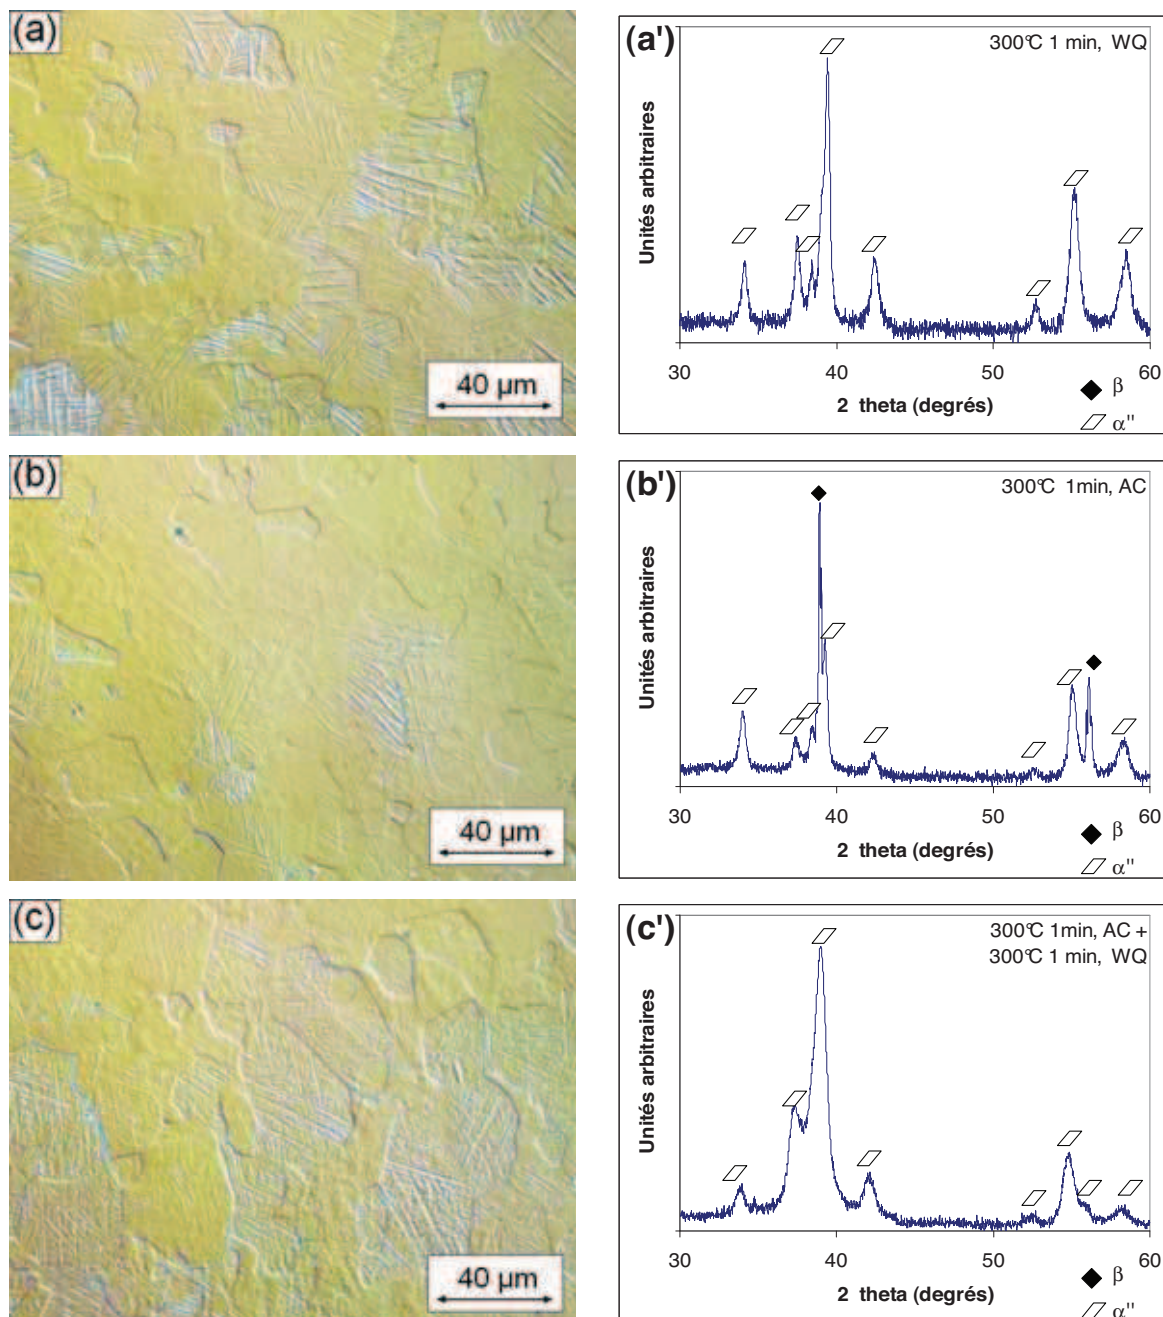 (a)
40 µm
(a')
300°C 1 min, WQ
Unités arbitraires
30 40 50 60
2 theta (degrés)
◆ β
▱ α''
(b)
40 µm
(b')
300°C 1min, AC
Unités arbitraires
30 40 50 60
2 theta (degrés)
◆ β
▱ α''
(c)
40 µm
(c')
300°C 1min, AC +
300°C 1 min, WQ
Unités arbitraires
30 40 50 60
2 theta (degrés)
◆ β
▱ α''